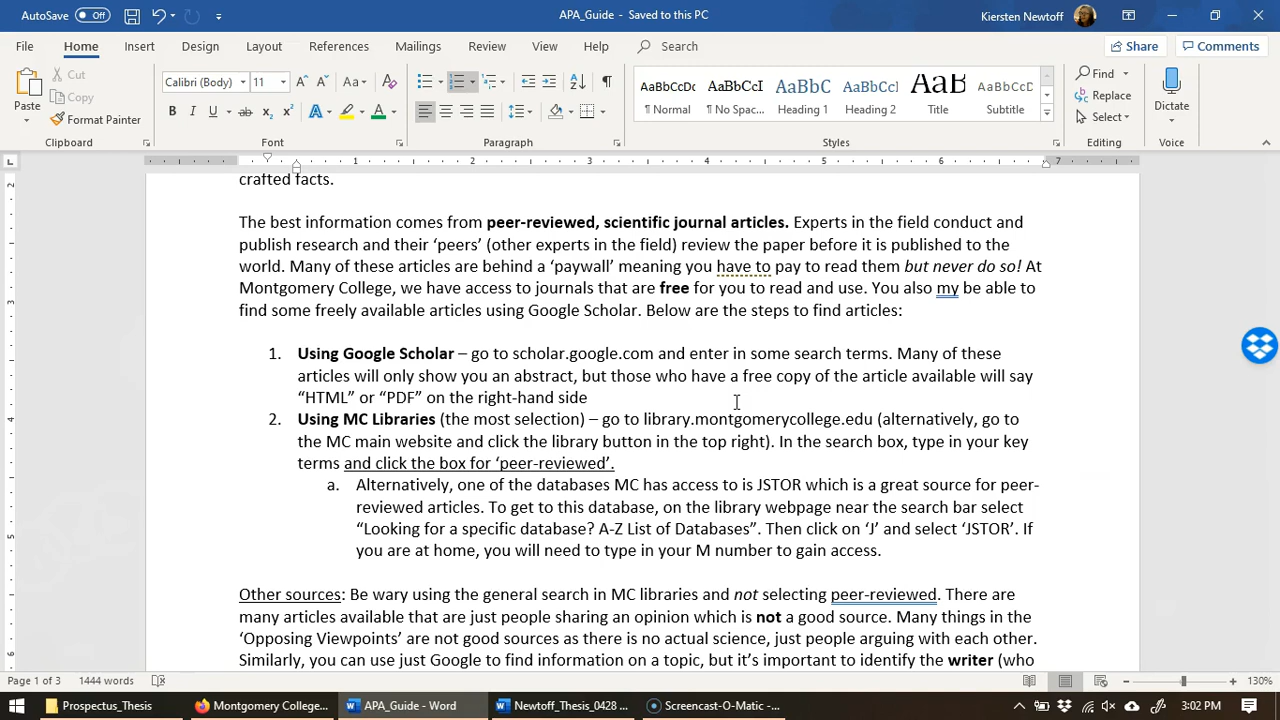 AutoSave Off
APA_Guide - Saved to this PC
Kiersten Newtoff
File Home Insert Design Layout References Mailings Review View Help Search Share Comments
Paste
Cut
Copy
Format Painter
Clipboard
Calibri (Body) 11
Font
Paragraph
AaBbCcDd AaBbCcI AaBbC AaBbCcI AaB AaBbCcD
¶ Normal ¶ No Spac... Heading 1 Heading 2 Title Subtitle
Styles
Find
Replace
Select
Editing
Dictate
Voice
1 2 3 4 5 6 7
crafted facts.
The best information comes from peer-reviewed, scientific journal articles. Experts in the field conduct and
publish research and their ‘peers’ (other experts in the field) review the paper before it is published to the
world. Many of these articles are behind a ‘paywall’ meaning you have to pay to read them but never do so! At
Montgomery College, we have access to journals that are free for you to read and use. You also my be able to
find some freely available articles using Google Scholar. Below are the steps to find articles:
1. Using Google Scholar – go to scholar.google.com and enter in some search terms. Many of these
articles will only show you an abstract, but those who have a free copy of the article available will say
“HTML” or “PDF” on the right-hand side
2. Using MC Libraries (the most selection) – go to library.montgomerycollege.edu (alternatively, go to
the MC main website and click the library button in the top right). In the search box, type in your key
terms and click the box for ‘peer-reviewed’.
a. Alternatively, one of the databases MC has access to is JSTOR which is a great source for peer-
reviewed articles. To get to this database, on the library webpage near the search bar select
“Looking for a specific database? A-Z List of Databases”. Then click on ‘J’ and select ‘JSTOR’. If
you are at home, you will need to type in your M number to gain access.
Other sources: Be wary using the general search in MC libraries and not selecting peer-reviewed. There are
many articles available that are just people sharing an opinion which is not a good source. Many things in the
‘Opposing Viewpoints’ are not good sources as there is no actual science, just people arguing with each other.
Similarly, you can use just Google to find information on a topic, but it’s important to identify the writer (who
Page 1 of 3 1444 words
130%
Prospectus_Thesis
Montgomery College...
APA_Guide - Word
Newtoff_Thesis_0428 ...
Screencast-O-Matic -...
3:02 PM